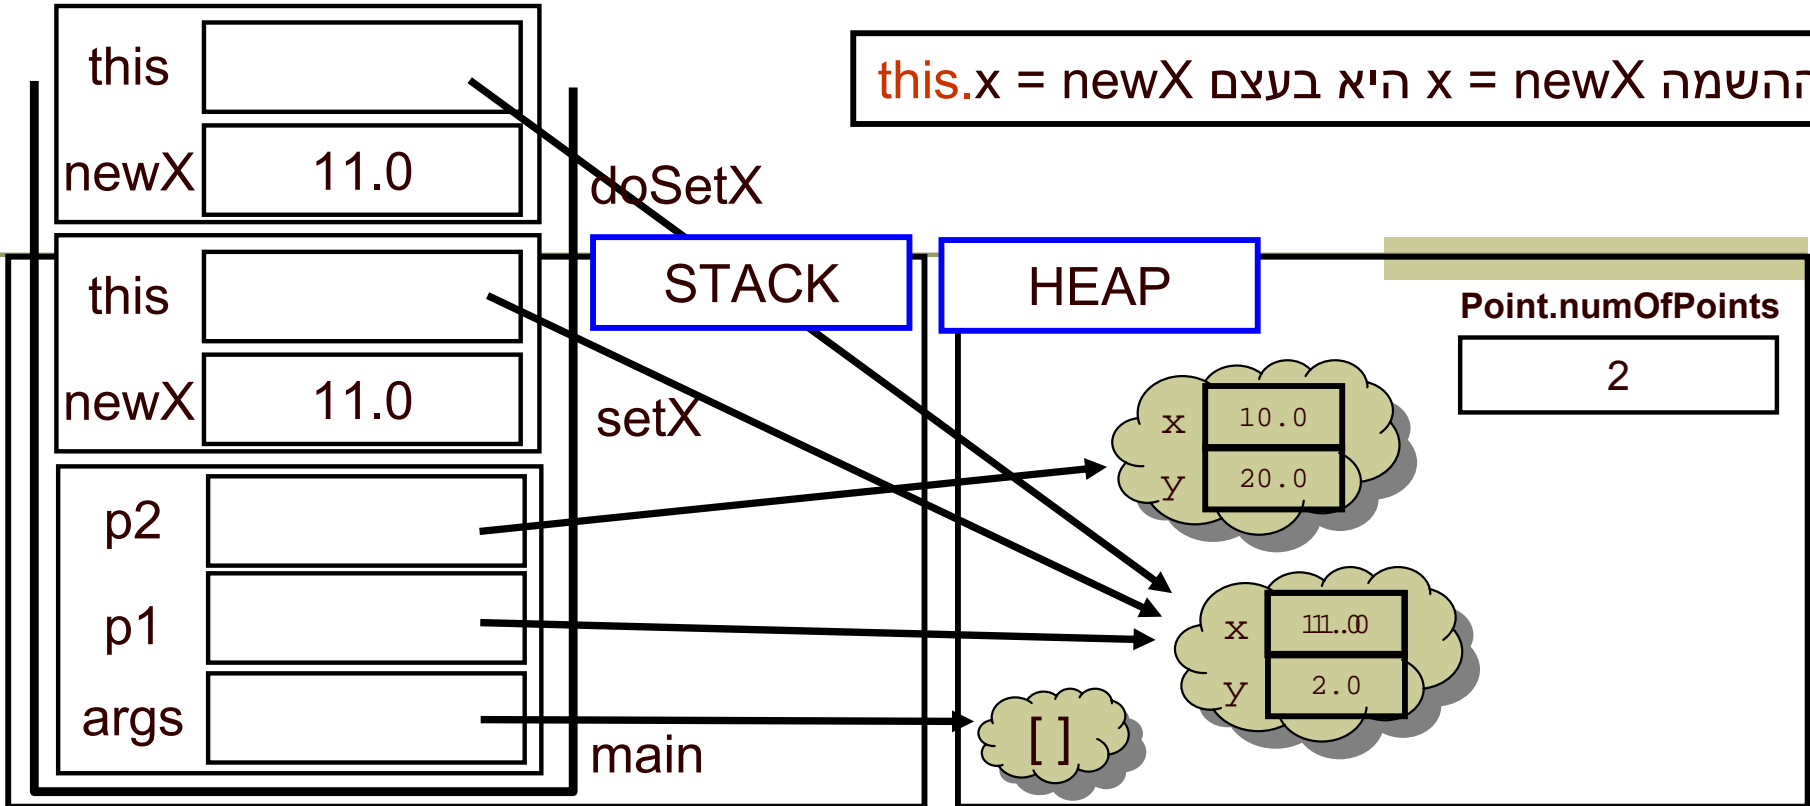 this
ההשמה x = newX היא בעצם this.x = newX
newX 11.0
doSetX
this
STACK
HEAP
Point.numOfPoints
2
newX 11.0
setX
x 10.0
y 20.0
p2
p1
x
y 2.0
args
[ ]
main